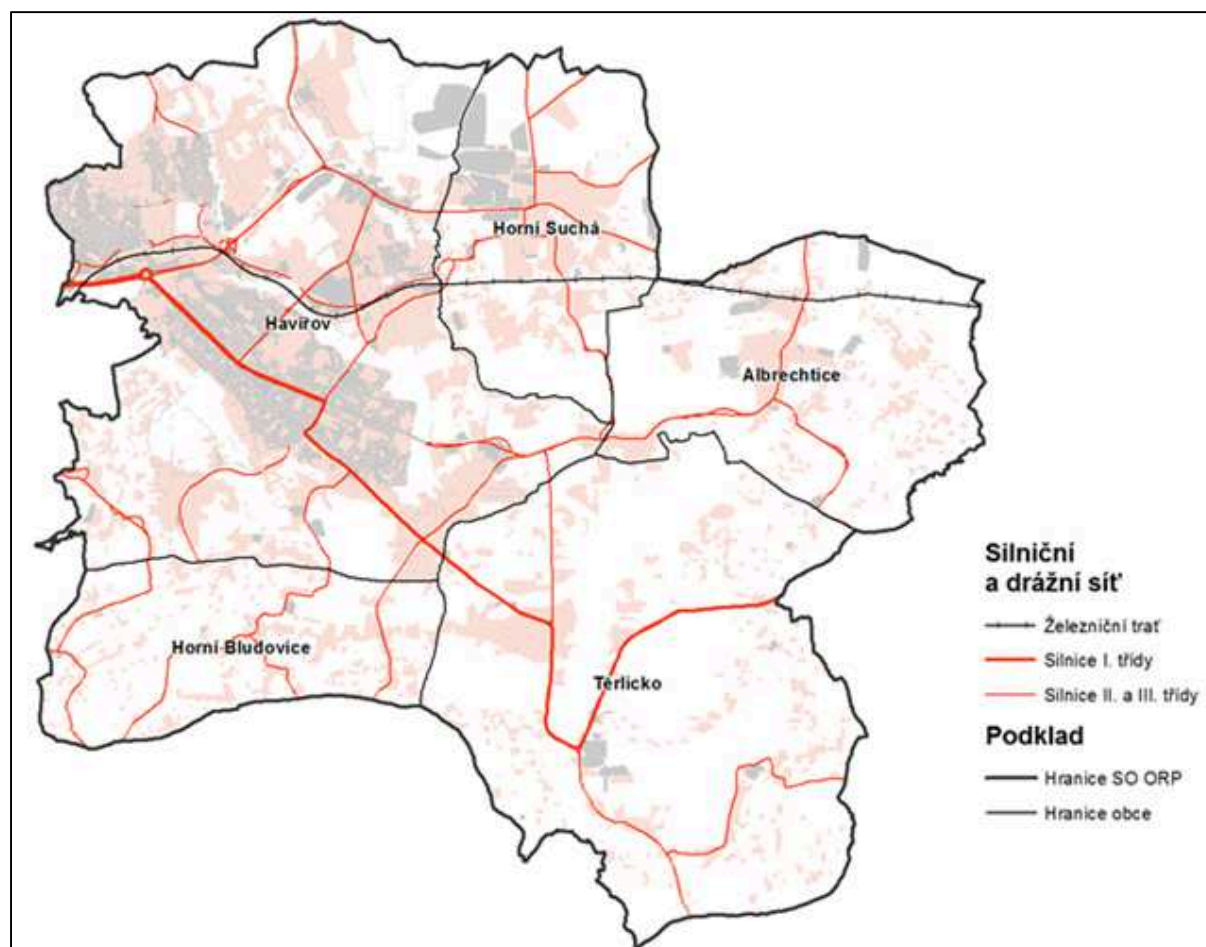 Horní Suchá
Havířov
Albrechtice
Horní Bludovice
Těrlicko
Silniční
a drážní síť
Železniční trať
Silnice I. třídy
Silnice II. a III. třídy
Podklad
Hranice SO ORP
Hranice obce